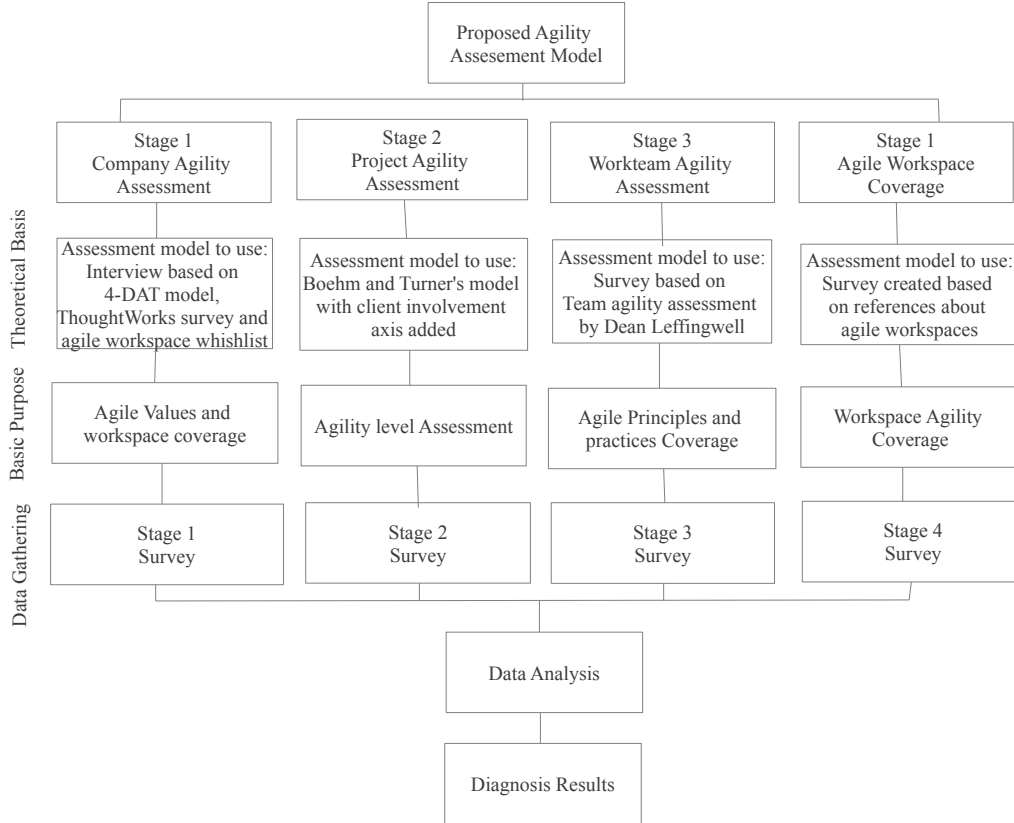 Proposed Agility
Assesement Model
Stage 1
Company Agility
Assessment
Stage 2
Project Agility
Assessment
Stage 3
Workteam Agility
Assessment
Stage 1
Agile Workspace
Coverage
Theoretical Basis
Assessment model to use:
Interview based on
4-DAT model,
ThoughtWorks survey and
agile workspace whishlist
Assessment model to use:
Boehm and Turner's model
with client involvement
axis added
Assessment model to use:
Survey based on
Team agility assessment
by Dean Leffingwell
Assessment model to use:
Survey created based
on references about
agile workspaces
Basic Purpose
Agile Values and
workspace coverage
Agility level Assessment
Agile Principles and
practices Coverage
Workspace Agility
Coverage
Data Gathering
Stage 1
Survey
Stage 2
Survey
Stage 3
Survey
Stage 4
Survey
Data Analysis
Diagnosis Results